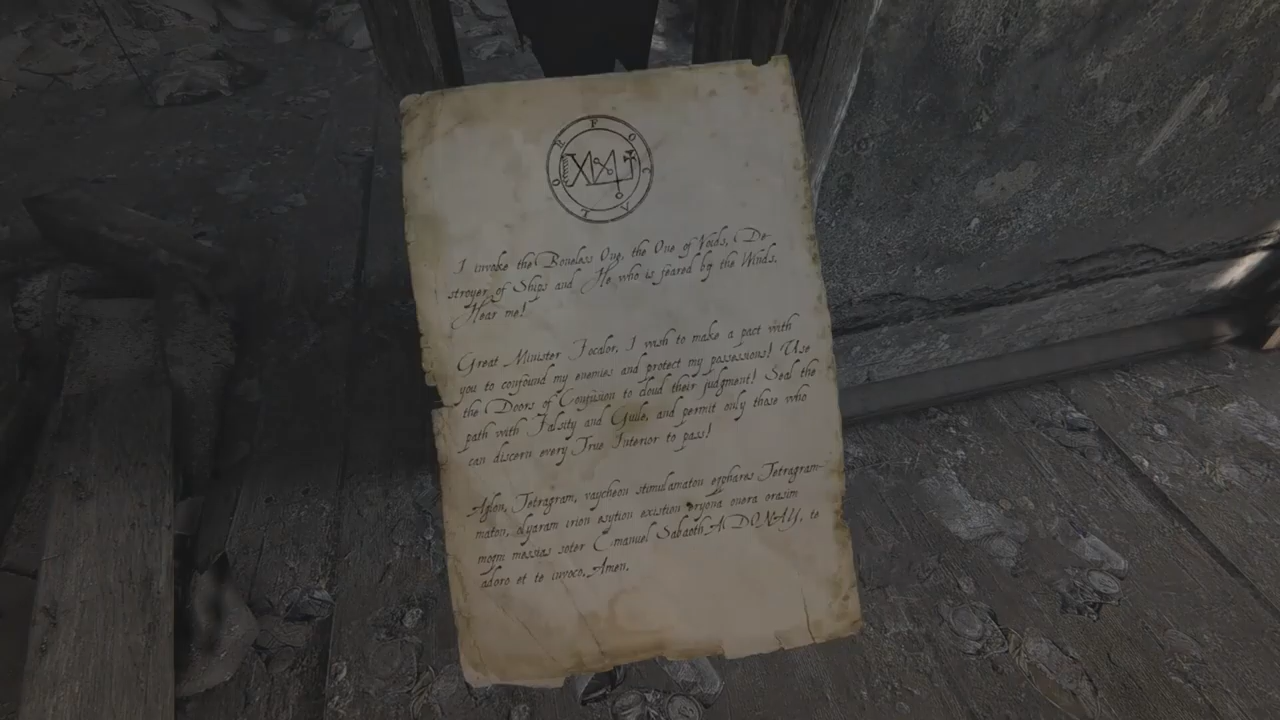 FOCALOR
I invoke the Boneless One, the One of Voids, De-
stroyer of Ships and He who is feared by the Winds.
Hear me!
Great Minister Focalor, I wish to make a pact with
you to confound my enemies and protect my possessions! Use
the Doors of Confusion to cloud their judgment! Seal the
path with Falsity and Guile, and permit only those who
can discern every True Interior to pass!
Aglon, Tetragram, vaycheon stimulamaton erphares Tetragram-
maton, olyaram irion esytion existion eryona onera orasim
mozm messias soter Emanuel Sabaoth ADONAY, te
adoro et te invoco. Amen.